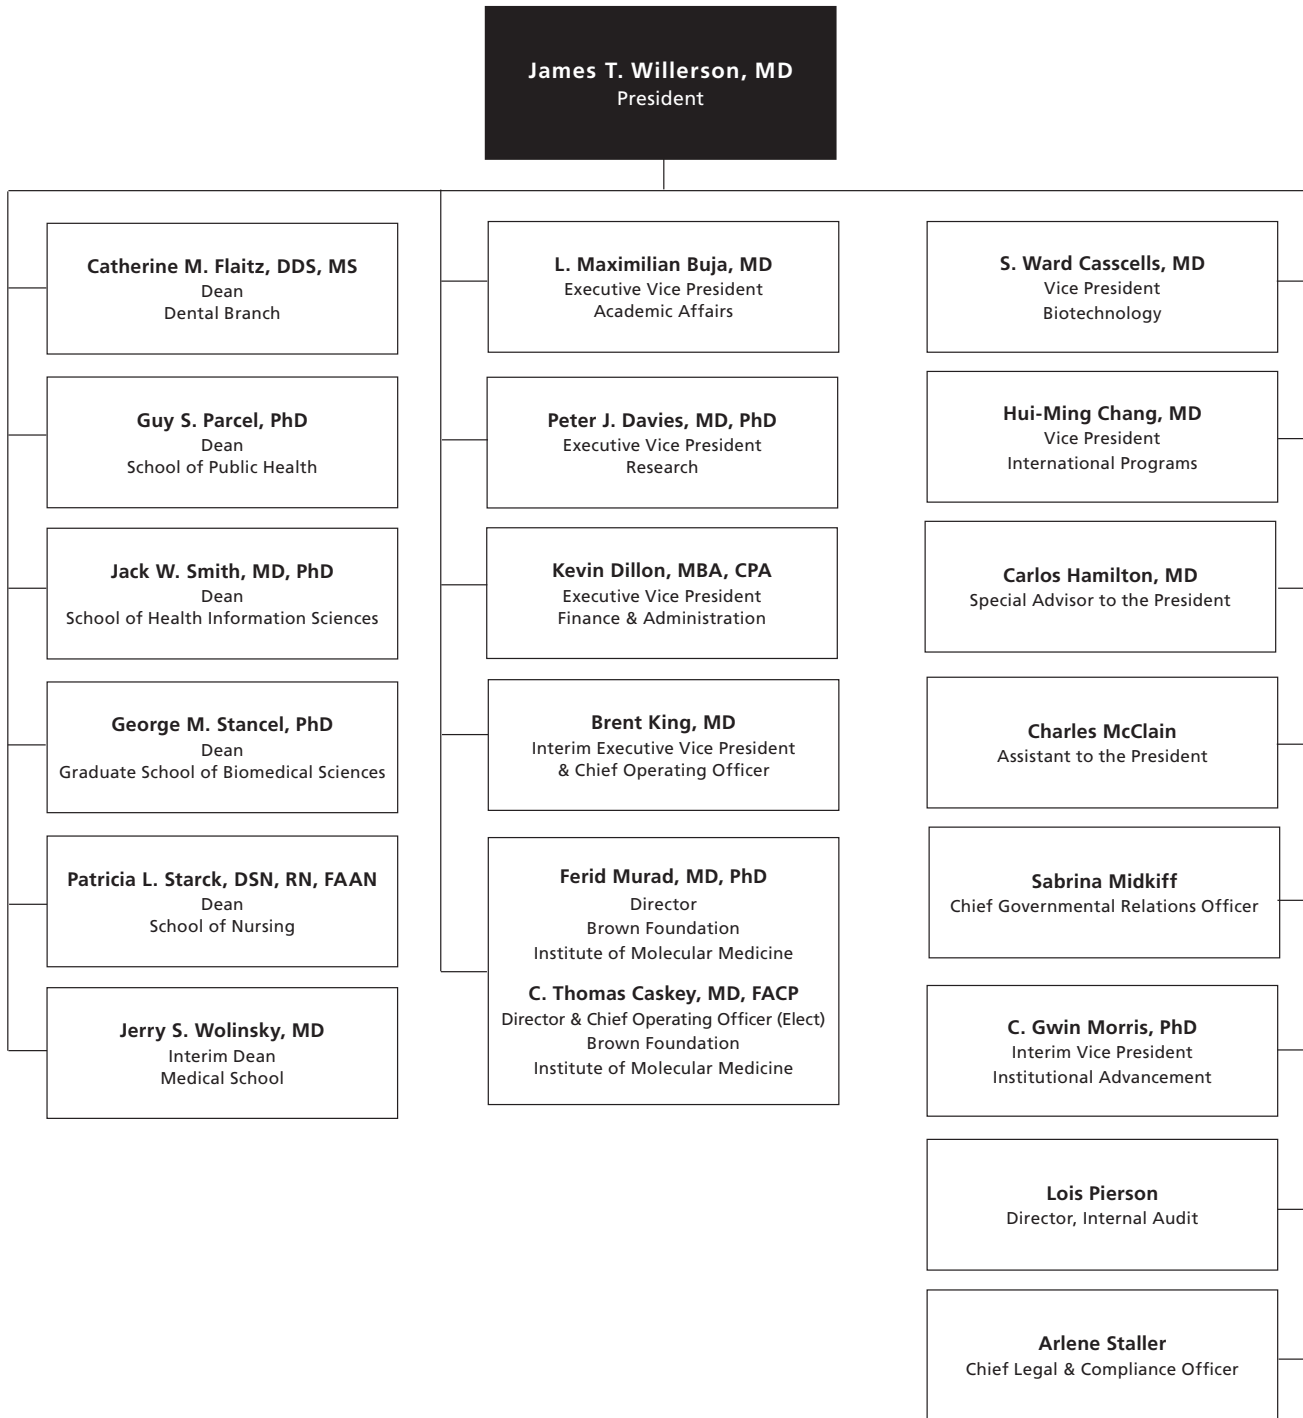 James T. Willerson, MD
President
Catherine M. Flaitz, DDS, MS
Dean
Dental Branch
Guy S. Parcel, PhD
Dean
School of Public Health
Jack W. Smith, MD, PhD
Dean
School of Health Information Sciences
George M. Stancel, PhD
Dean
Graduate School of Biomedical Sciences
Patricia L. Starck, DSN, RN, FAAN
Dean
School of Nursing
Jerry S. Wolinsky, MD
Interim Dean
Medical School
L. Maximilian Buja, MD
Executive Vice President
Academic Affairs
Peter J. Davies, MD, PhD
Executive Vice President
Research
Kevin Dillon, MBA, CPA
Executive Vice President
Finance & Administration
Brent King, MD
Interim Executive Vice President
& Chief Operating Officer
Ferid Murad, MD, PhD
Director
Brown Foundation
Institute of Molecular Medicine
C. Thomas Caskey, MD, FACP
Director & Chief Operating Officer (Elect)
Brown Foundation
Institute of Molecular Medicine
S. Ward Casscells, MD
Vice President
Biotechnology
Hui-Ming Chang, MD
Vice President
International Programs
Carlos Hamilton, MD
Special Advisor to the President
Charles McClain
Assistant to the President
Sabrina Midkiff
Chief Governmental Relations Officer
C. Gwin Morris, PhD
Interim Vice President
Institutional Advancement
Lois Pierson
Director, Internal Audit
Arlene Staller
Chief Legal & Compliance Officer